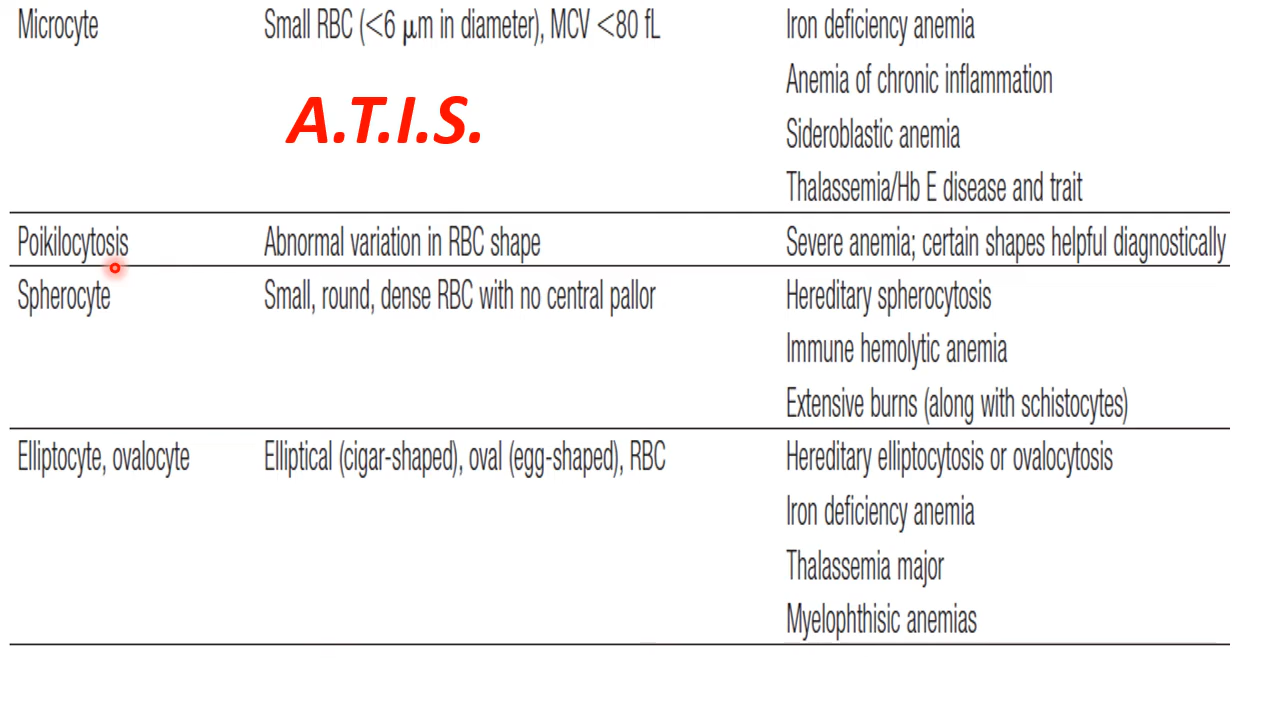 Microcyte Small RBC (<6 μm in diameter), MCV <80 fL Iron deficiency anemia
Anemia of chronic inflammation
A.T.I.S.
Sideroblastic anemia
Thalassemia/Hb E disease and trait
Poikilocytosis Abnormal variation in RBC shape Severe anemia; certain shapes helpful diagnostically
Spherocyte Small, round, dense RBC with no central pallor Hereditary spherocytosis
Immune hemolytic anemia
Extensive burns (along with schistocytes)
Elliptocyte, ovalocyte Elliptical (cigar-shaped), oval (egg-shaped), RBC Hereditary elliptocytosis or ovalocytosis
Iron deficiency anemia
Thalassemia major
Myelophthisic anemias